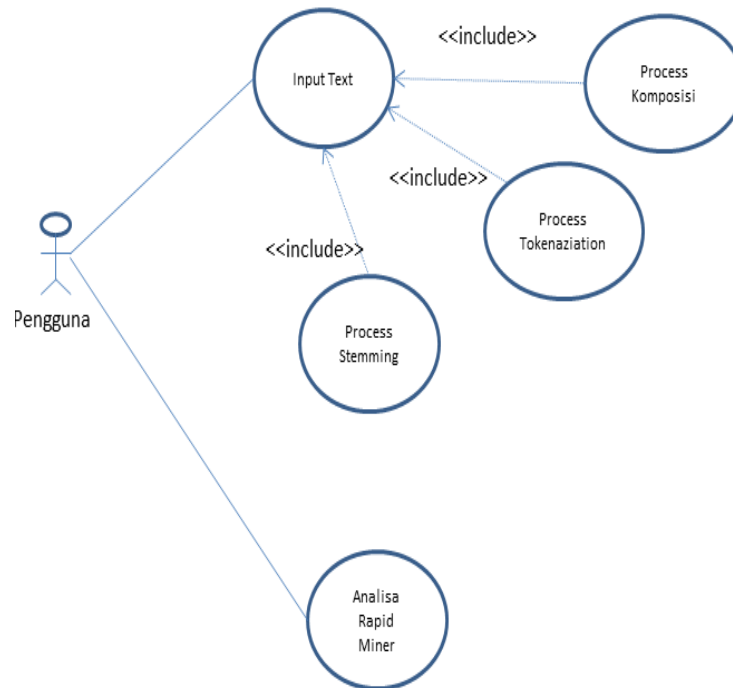 <<include>>
Input Text
Process
Komposisi
<<include>>
Process
Tokenaziation
<<include>>
Pengguna
Process
Stemming
Analisa
Rapid
Miner